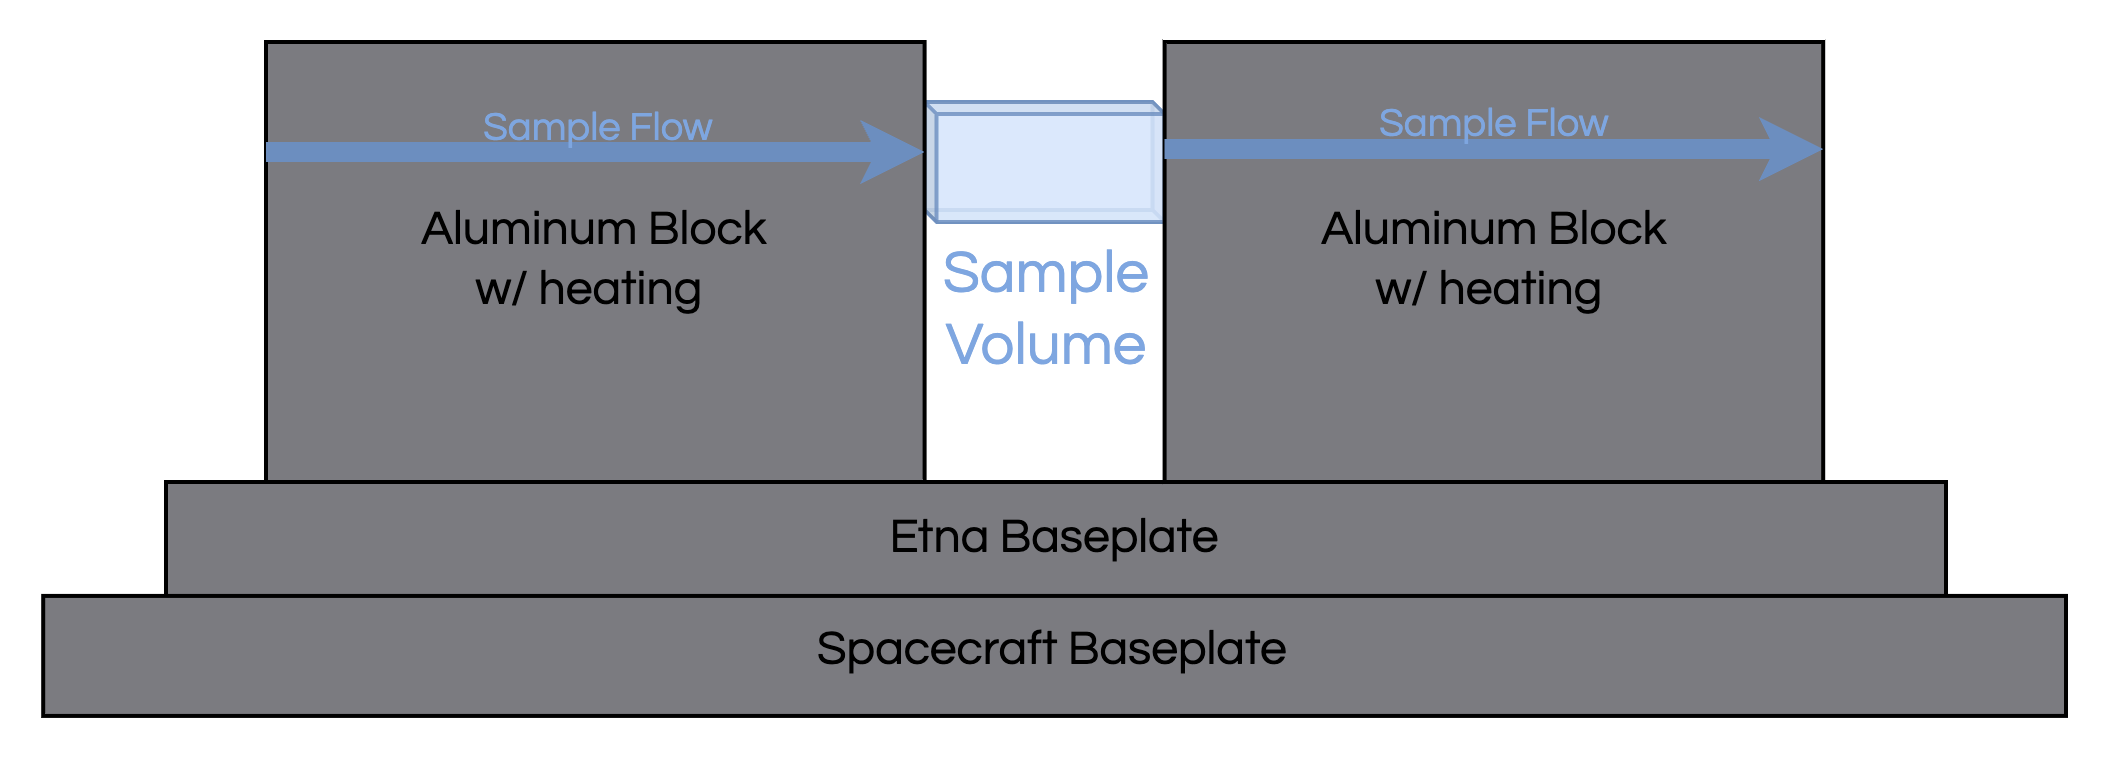 Sample Flow
Aluminum Block
w/ heating
Sample
Volume
Sample Flow
Aluminum Block
w/ heating
Etna Baseplate
Spacecraft Baseplate